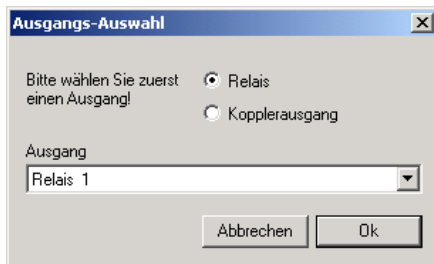 Ausgangs-Auswahl
Bitte wählen Sie zuerst
einen Ausgang!
Relais
Kopplerausgang
Ausgang
Relais 1
Abbrechen
Ok